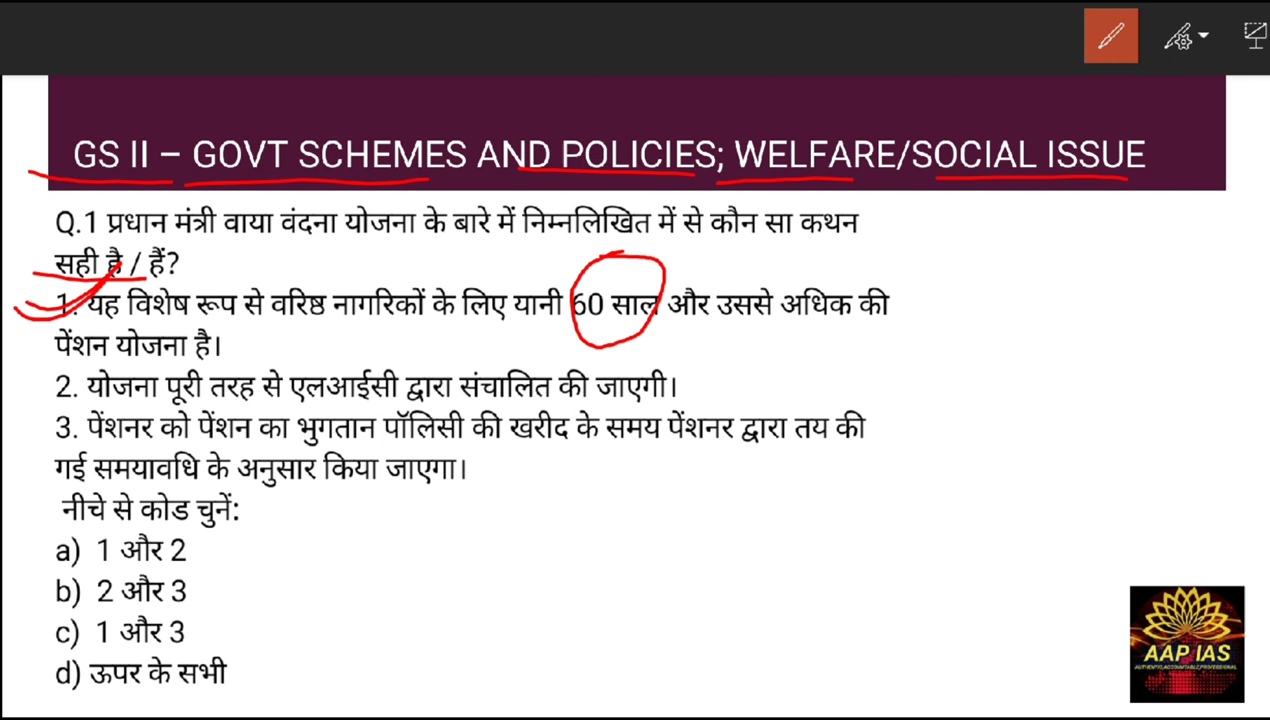 GS II – GOVT SCHEMES AND POLICIES; WELFARE/SOCIAL ISSUE
Q.1 प्रधान मंत्री वाया वंदना योजना के बारे में निम्नलिखित में से कौन सा कथन
सही है / हैं?
1. यह विशेष रूप से वरिष्ठ नागरिकों के लिए यानी 60 साल और उससे अधिक की
पेंशन योजना है।
2. योजना पूरी तरह से एलआईसी द्वारा संचालित की जाएगी।
3. पेंशनर को पेंशन का भुगतान पॉलिसी की खरीद के समय पेंशनर द्वारा तय की
गई समयावधि के अनुसार किया जाएगा।
नीचे से कोड चुनें:
a) 1 और 2
b) 2 और 3
c) 1 और 3
d) ऊपर के सभी
AAP IAS
AUTHENTIC,ACCOUNTABLE,PROFESSIONAL